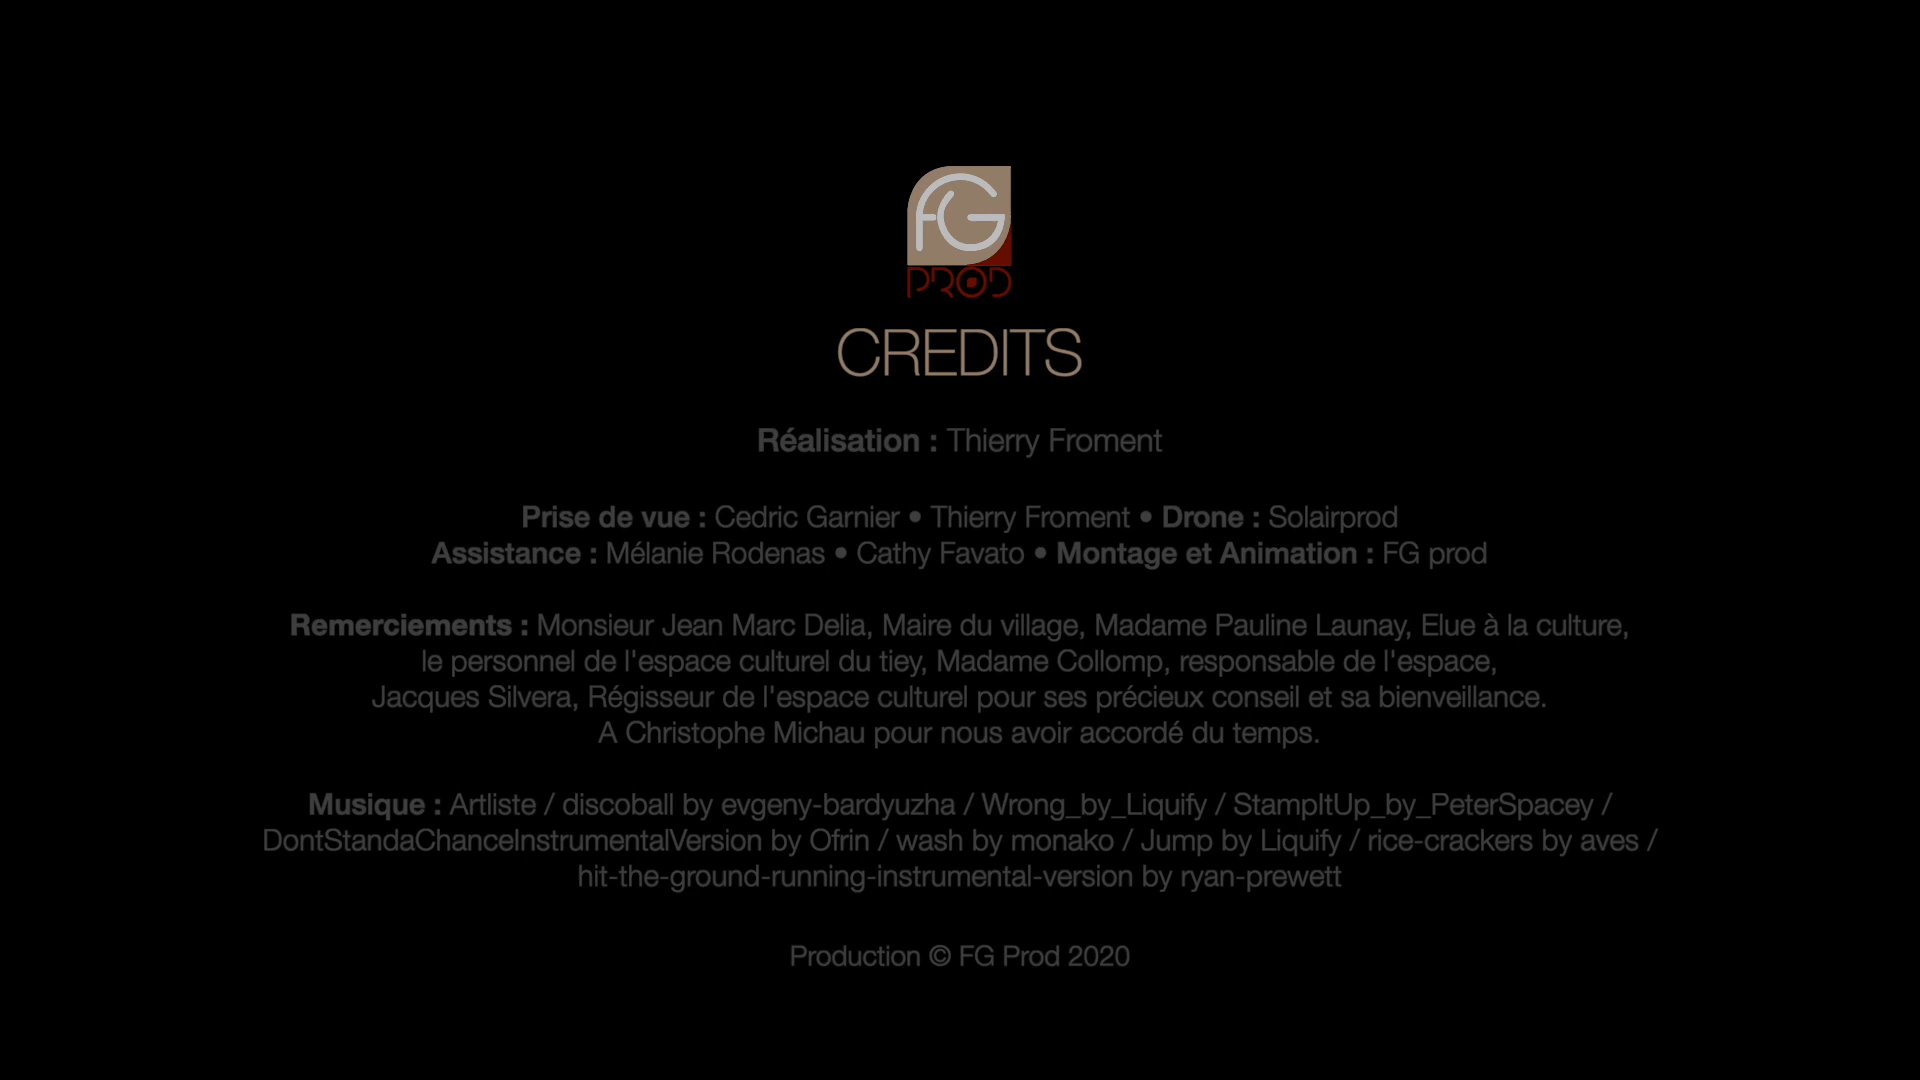 FG
PROD
CREDITS
Réalisation : Thierry Froment
Prise de vue : Cedric Garnier • Thierry Froment • Drone : Solairprod
Assistance : Mélanie Rodenas • Cathy Favato • Montage et Animation : FG prod
Remerciements : Monsieur Jean Marc Delia, Maire du village, Madame Pauline Launay, Elue à la culture,
le personnel de l'espace culturel du tiey, Madame Collomp, responsable de l'espace,
Jacques Silvera, Régisseur de l'espace culturel pour ses précieux conseil et sa bienveillance.
A Christophe Michau pour nous avoir accordé du temps.
Musique : Artliste / discoball by evgeny-bardyuzha / Wrong_by_Liquify / StampItUp_by_PeterSpacey /
DontStandaChanceInstrumentalVersion by Ofrin / wash by monako / Jump by Liquify / rice-crackers by aves /
hit-the-ground-running-instrumental-version by ryan-prewett
Production © FG Prod 2020